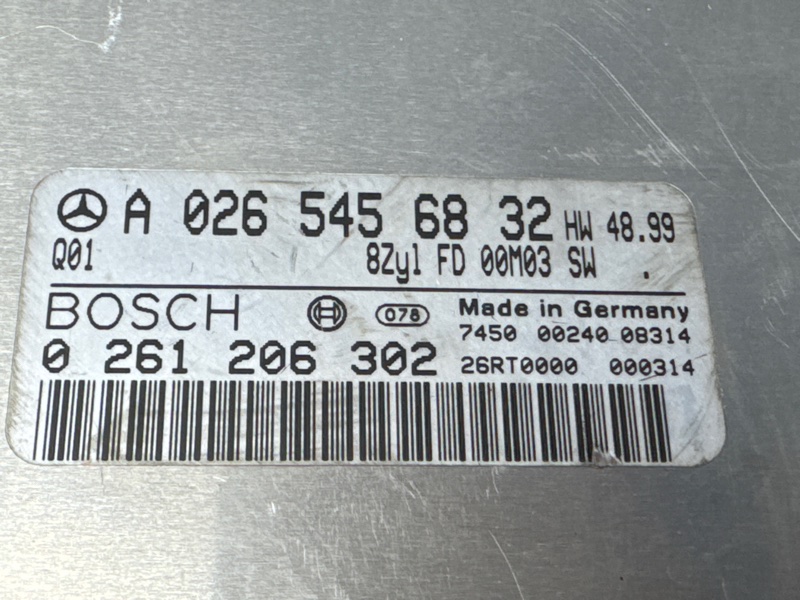 A 026 545 68 32 HW 48.99
Q01 8Zyl FD 00M03 SW .
BOSCH 078 Made in Germany
7450 00240 08314
0 261 206 302 26RT0000 000314